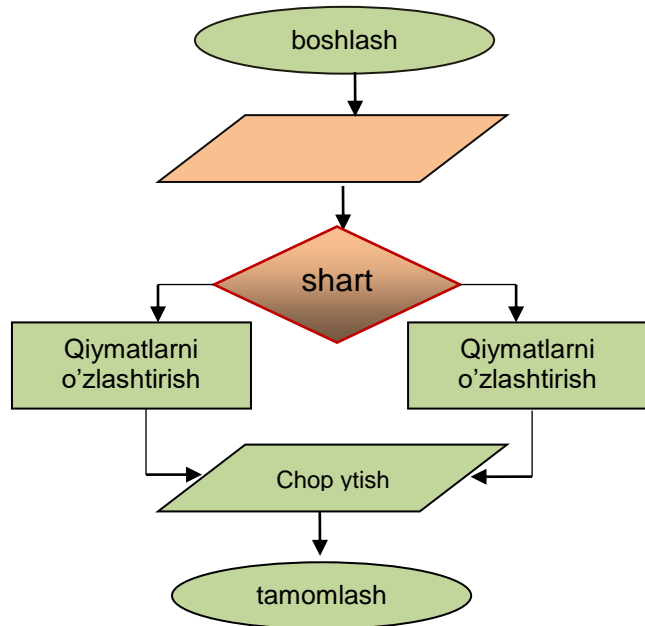 boshlash
shart
Qiymatlarni
o’zlashtirish
Qiymatlarni
o’zlashtirish
Chop ytish
tamomlash